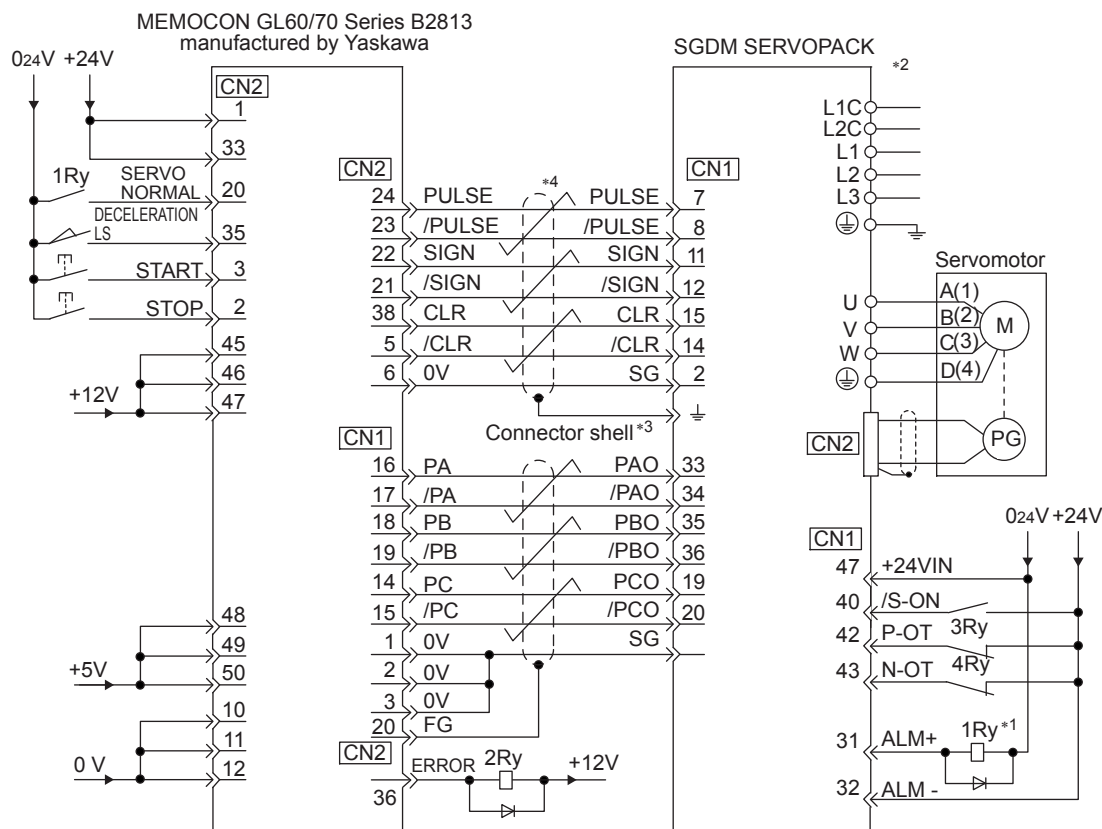 MEMOCON GL60/70 Series B2813
manufactured by Yaskawa
SGDM SERVOPACK
*2
024V +24V
CN2
1
33
1Ry
SERVO
NORMAL
20
DECELERATION
LS
35
START
3
STOP
2
45
46
+12V
47
48
49
+5V
50
10
11
0 V
12
CN2
CN1
*4
24 PULSE PULSE 7
23 /PULSE /PULSE 8
22 SIGN SIGN 11
21 /SIGN /SIGN 12
38 CLR CLR 15
5 /CLR /CLR 14
6 0V SG 2
Connector shell *3
CN1
16 PA PAO 33
17 /PA /PAO 34
18 PB PBO 35
19 /PB /PBO 36
14 PC PCO 19
15 /PC /PCO 20
1 0V SG
2 0V
3 0V
20 FG
CN2
ERROR 2Ry +12V
36
L1C
L2C
L1
L2
L3
Servomotor
U A(1)
V B(2)
W C(3)
D(4)
M
CN2
PG
024V +24V
CN1
47 +24VIN
40 /S-ON
3Ry
42 P-OT
4Ry
43 N-OT
1Ry *1
31 ALM+
32 ALM -